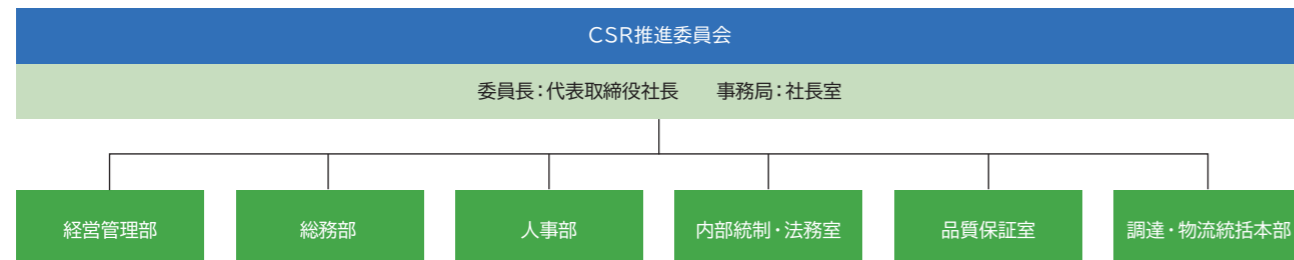 CSR推進委員会
委員長：代表取締役社長　　事務局：社長室
経営管理部
総務部
人事部
内部統制・法務室
品質保証室
調達・物流統括本部